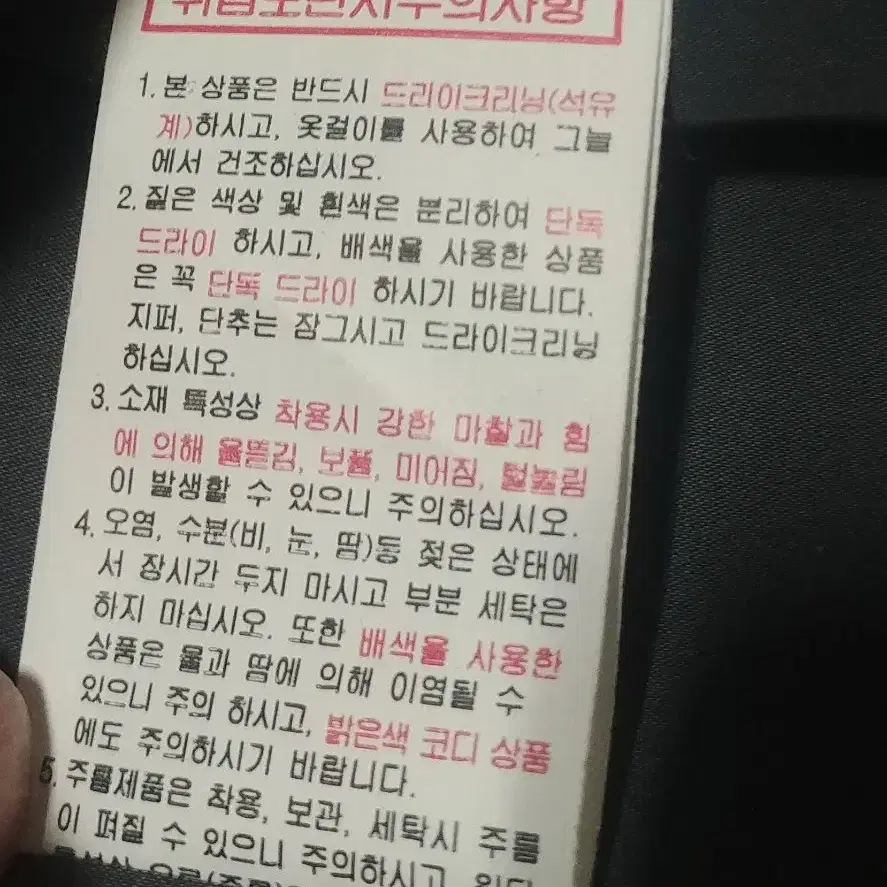 취급도안시주의사항
1. 본 상품은 반드시 드라이크리닝(석유
계)하시고, 옷걸이를 사용하여 그늘
에서 건조하십시오.
2. 짙은 색상 및 흰색은 분리하여 단독
드라이 하시고, 배색을 사용한 상품
은 꼭 단독 드라이 하시기 바랍니다.
지퍼, 단추는 잠그시고 드라이크리닝
하십시오.
3. 소재 특성상 착용시 강한 마찰과 힘
에 의해 올뜯김, 보풀, 미어짐, 털눌림
이 발생할 수 있으니 주의하십시오.
4. 오염, 수분(비, 눈, 땀)등 젖은 상태에
서 장시간 두지 마시고 부분 세탁은
하지 마십시오. 또한 배색을 사용한
상품은 물과 땀에 의해 이염될 수
있으니 주의 하시고, 밝은색 코디 상품
에도 주의하시기 바랍니다.
5. 주름제품은 착용, 보관, 세탁시 주름
이 펴질 수 있으니 주의하시고